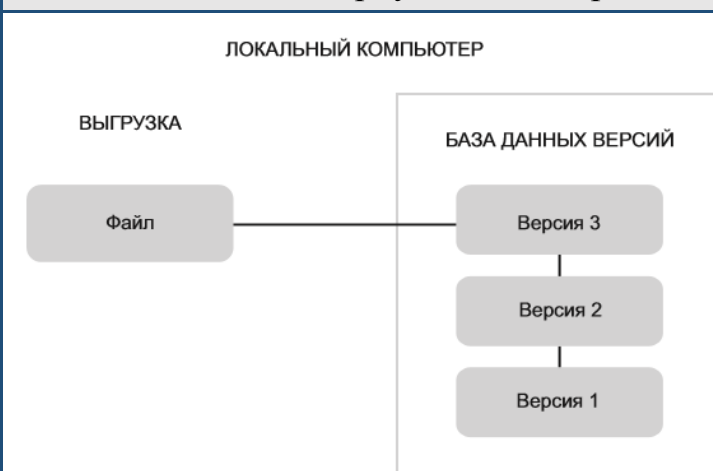 ЛОКАЛЬНЫЙ КОМПЬЮТЕР
ВЫГРУЗКА
БАЗА ДАННЫХ ВЕРСИЙ
Файл
Версия 3
Версия 2
Версия 1